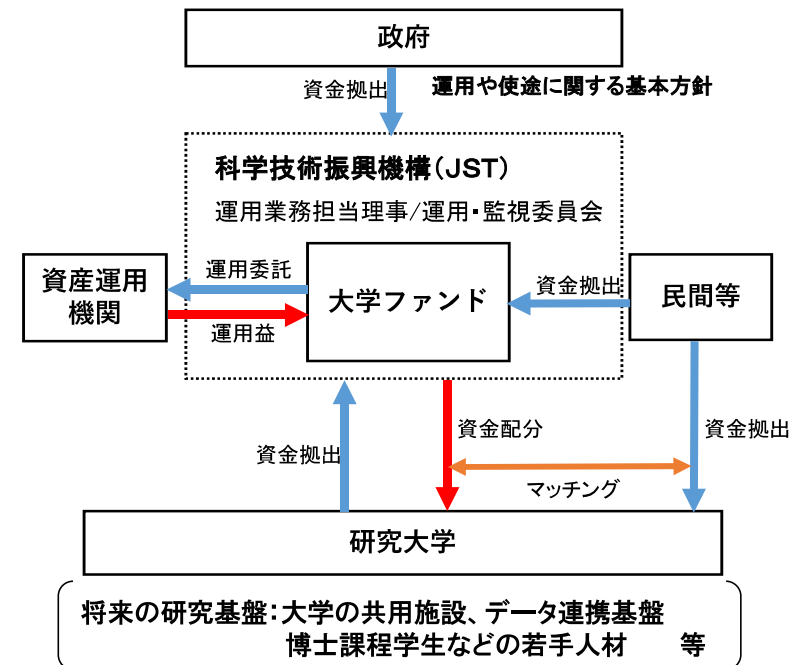 政府
資金拠出
運用や使途に関する基本方針
科学技術振興機構(JST)
運用業務担当理事/運用・監視委員会
資産運用
機関
運用委託
運用益
大学ファンド
資金拠出
民間等
資金拠出
資金配分
資金拠出
マッチング
研究大学
将来の研究基盤:大学の共用施設、データ連携基盤
博士課程学生などの若手人材 等